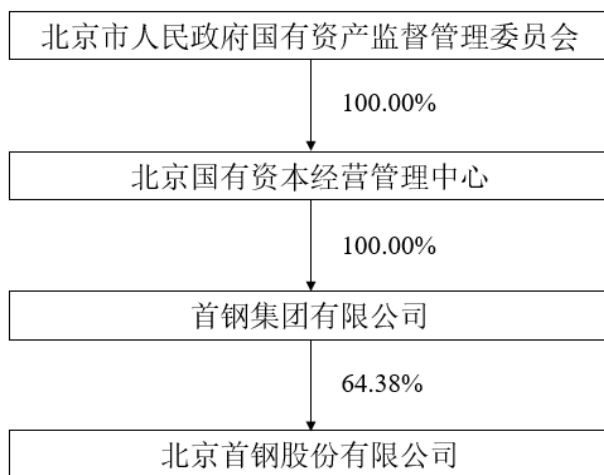 北京市人民政府国有资产监督管理委员会
100.00%
北京国有资本经营管理中心
100.00%
首钢集团有限公司
64.38%
北京首钢股份有限公司